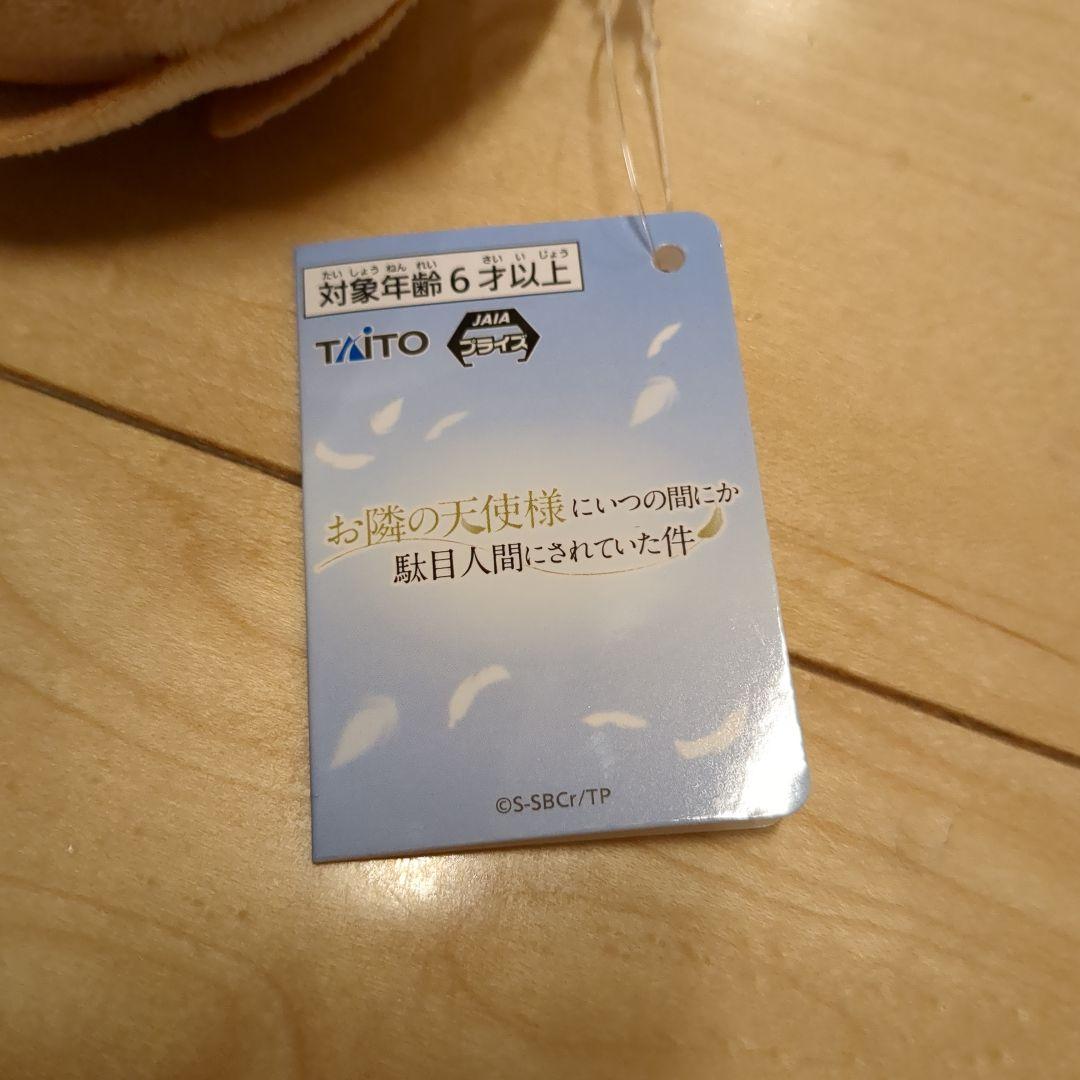 たいしょうねんれい さいいじょう
対象年齢6才以上
TAITO
JAIA
プライズ
お隣の天使様にいつの間にか
駄目人間にされていた件
©S-SBCr/TP